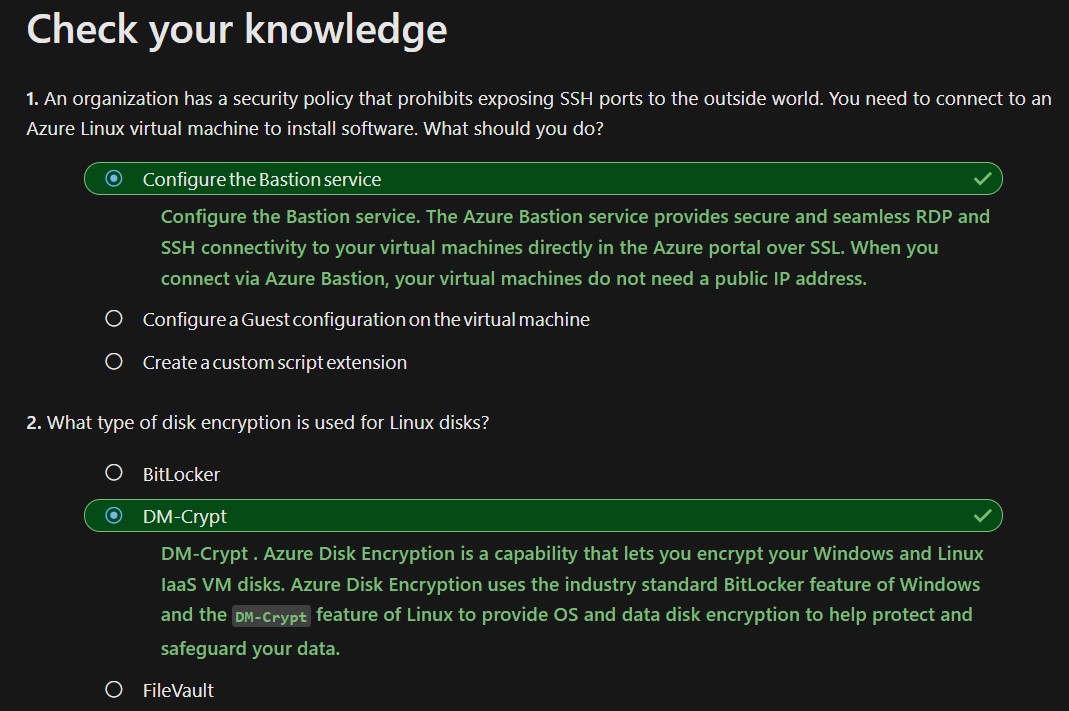 Check your knowledge
1. An organization has a security policy that prohibits exposing SSH ports to the outside world. You need to connect to an
Azure Linux virtual machine to install software. What should you do?
Configure the Bastion service
Configure the Bastion service. The Azure Bastion service provides secure and seamless RDP and
SSH connectivity to your virtual machines directly in the Azure portal over SSL. When you
connect via Azure Bastion, your virtual machines do not need a public IP address.
Configure a Guest configuration on the virtual machine
Create a custom script extension
2. What type of disk encryption is used for Linux disks?
BitLocker
DM-Crypt
DM-Crypt . Azure Disk Encryption is a capability that lets you encrypt your Windows and Linux
IaaS VM disks. Azure Disk Encryption uses the industry standard BitLocker feature of Windows
and the DM-Crypt feature of Linux to provide OS and data disk encryption to help protect and
safeguard your data.
FileVault